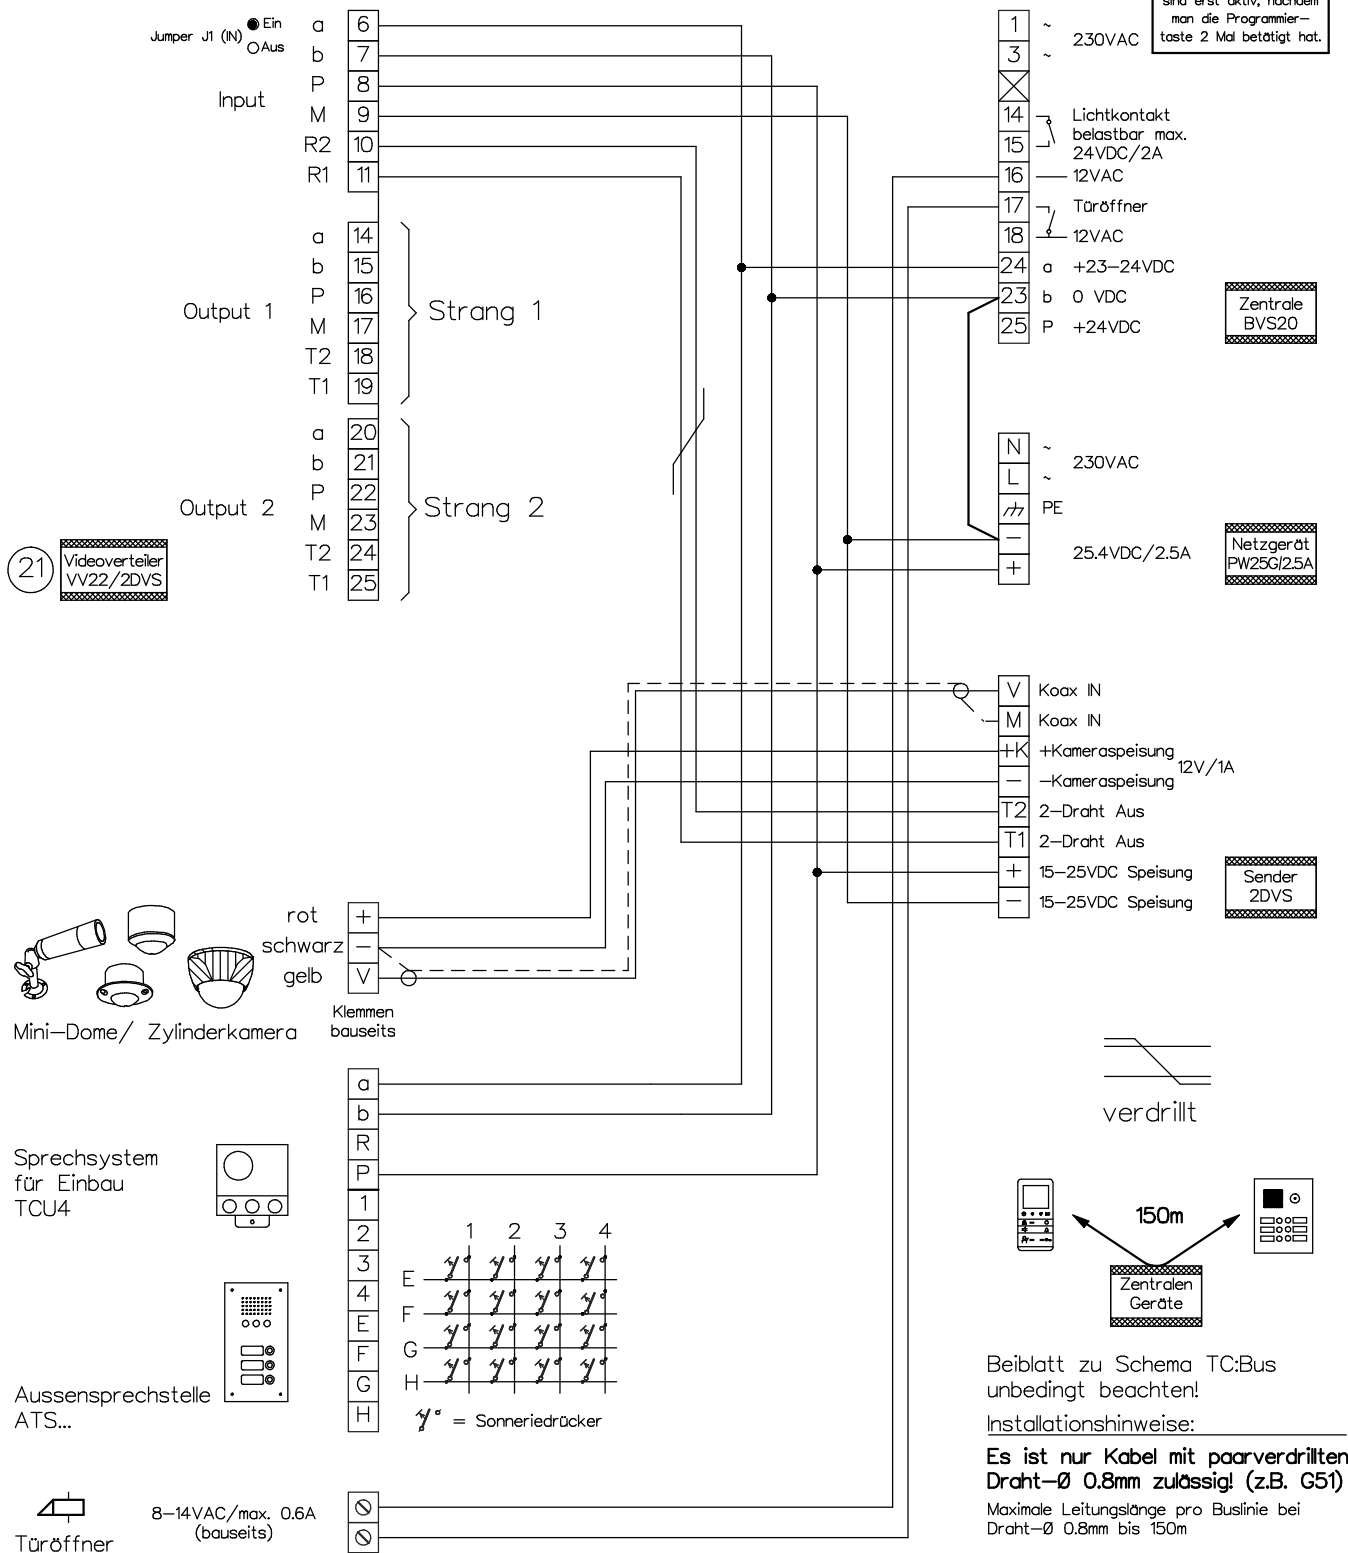 sind erst aktiv, nachdem
man die Programmier–
taste 2 Mal betätigt hat.
Jumper J1 (IN)
Ein
Aus
Input
a 6
b 7
P 8
M 9
R2 10
R1 11
Output 1
a 14
b 15
P 16
M 17
T2 18
T1 19
Strang 1
Output 2
a 20
b 21
P 22
M 23
T2 24
T1 25
Strang 2
21
Videoverteiler
VV22/2DVS
1 ~
3 ~
230VAC
14
15
Lichtkontakt
belastbar max.
24VDC/2A
16 12VAC
17 Türöffner
18 12VAC
24 a +23–24VDC
23 b 0 VDC
25 P +24VDC
Zentrale
BVS20
N ~
L ~
230VAC
PE
–
+
25.4VDC/2.5A
Netzgerät
PW25G/2.5A
V Koax IN
M Koax IN
+K +Kameraspeisung
– –Kameraspeisung
12V/1A
T2 2–Draht Aus
T1 2–Draht Aus
+ 15–25VDC Speisung
– 15–25VDC Speisung
Sender
2DVS
rot +
schwarz –
gelb V
Klemmen
bauseits
Mini–Dome/ Zylinderkamera
a
b
R
P
1
2
3
4
E
F
G
H
Sprechsystem
für Einbau
TCU4
Aussensprechstelle
ATS...
1 2 3 4
E
F
G
H
= Sonneriedrücker
Türöffner
8–14VAC/max. 0.6A
(bauseits)
verdrillt
150m
Zentralen
Geräte
Beiblatt zu Schema TC:Bus
unbedingt beachten!
Installationshinweise:
Es ist nur Kabel mit paarverdrillten
Draht–Ø 0.8mm zulässig! (z.B. G51)
Maximale Leitungslänge pro Buslinie bei
Draht–Ø 0.8mm bis 150m